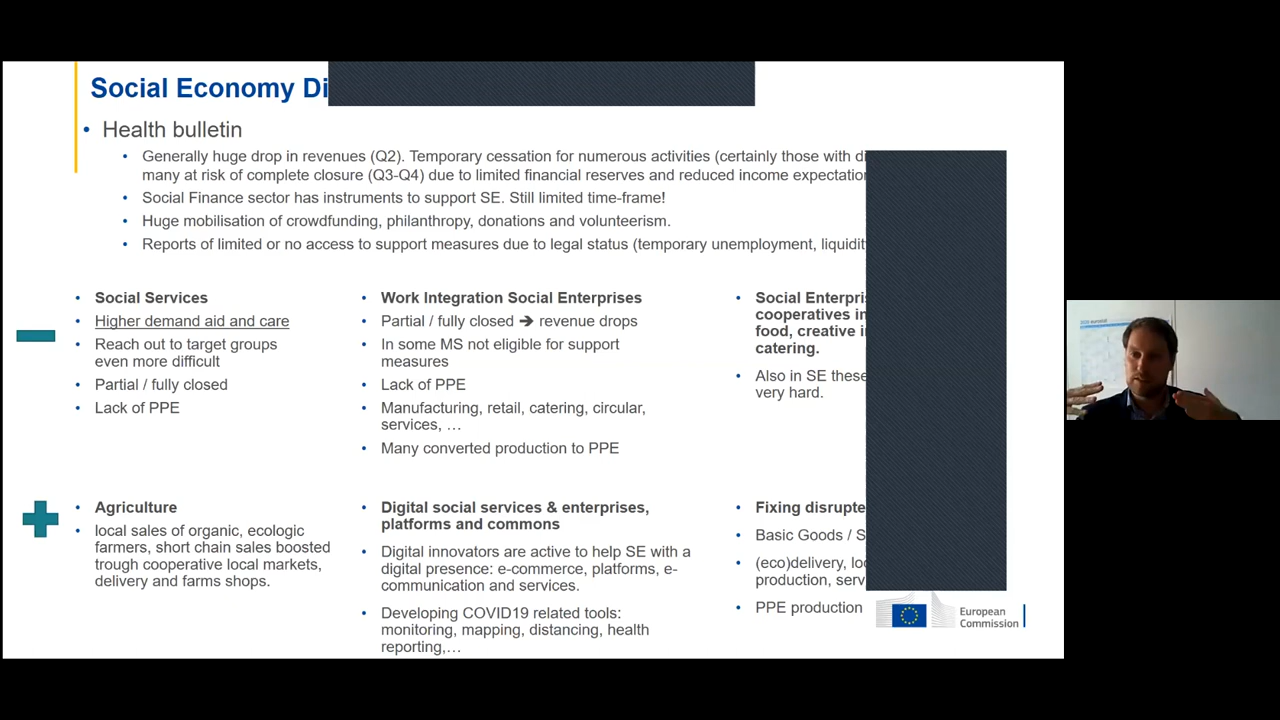 Social Economy
Health bulletin
Generally huge drop in revenues (Q2). Temporary cessation for numerous activities (certainly those with
many at risk of complete closure (Q3-Q4) due to limited financial reserves and reduced income
Social Finance sector has instruments to support SE. Still limited time-frame!
Huge mobilisation of crowdfunding, philanthropy, donations and volunteerism.
Reports of limited or no access to support measures due to legal status (temporary unemployment,
Social Services
Higher demand aid and care
Reach out to target groups
even more difficult
Partial / fully closed
Lack of PPE
Work Integration Social Enterprises
Partial / fully closed ➔ revenue drops
In some MS not eligible for support
measures
Lack of PPE
Manufacturing, retail, catering, circular,
services, …
Many converted production to PPE
Social
cooperatives in
food, creative
catering.
Also in SE these
very hard.
Agriculture
local sales of organic, ecologic
farmers, short chain sales boosted
trough cooperative local markets,
delivery and farms shops.
Digital social services & enterprises,
platforms and commons
Digital innovators are active to help SE with a
digital presence: e-commerce, platforms, e-
communication and services.
Developing COVID19 related tools:
monitoring, mapping, distancing, health
reporting,…
Fixing
Basic Goods /
(eco)delivery,
production,
PPE production
European
Commission